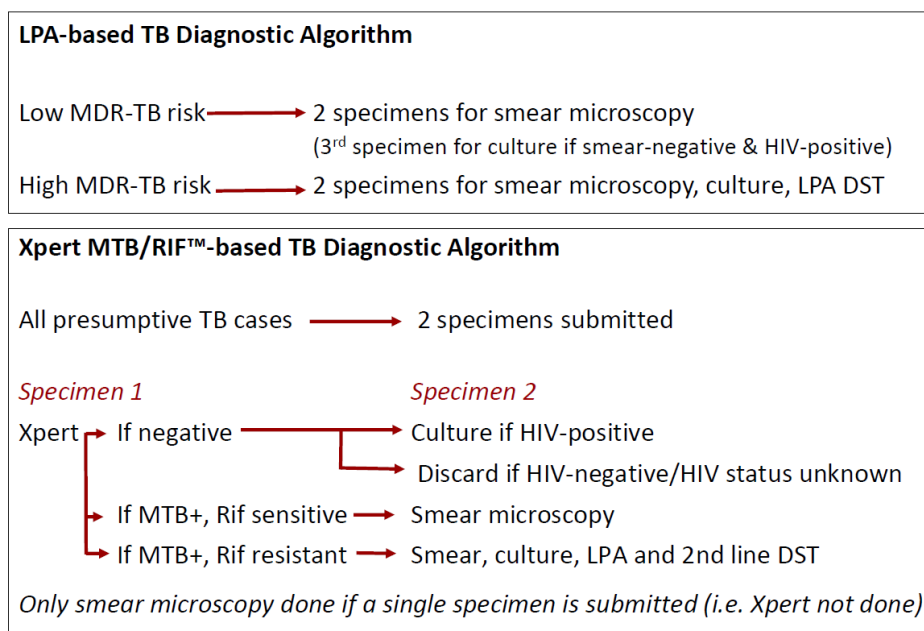 LPA-based TB Diagnostic Algorithm
Low MDR-TB risk 2 specimens for smear microscopy
(3rd specimen for culture if smear-negative & HIV-positive)
High MDR-TB risk 2 specimens for smear microscopy, culture, LPA DST
Xpert MTB/RIF™-based TB Diagnostic Algorithm
All presumptive TB cases 2 specimens submitted
Specimen 1 Specimen 2
Xpert If negative Culture if HIV-positive
Discard if HIV-negative/HIV status unknown
If MTB+, Rif sensitive Smear microscopy
If MTB+, Rif resistant Smear, culture, LPA and 2nd line DST
Only smear microscopy done if a single specimen is submitted (i.e. Xpert not done)